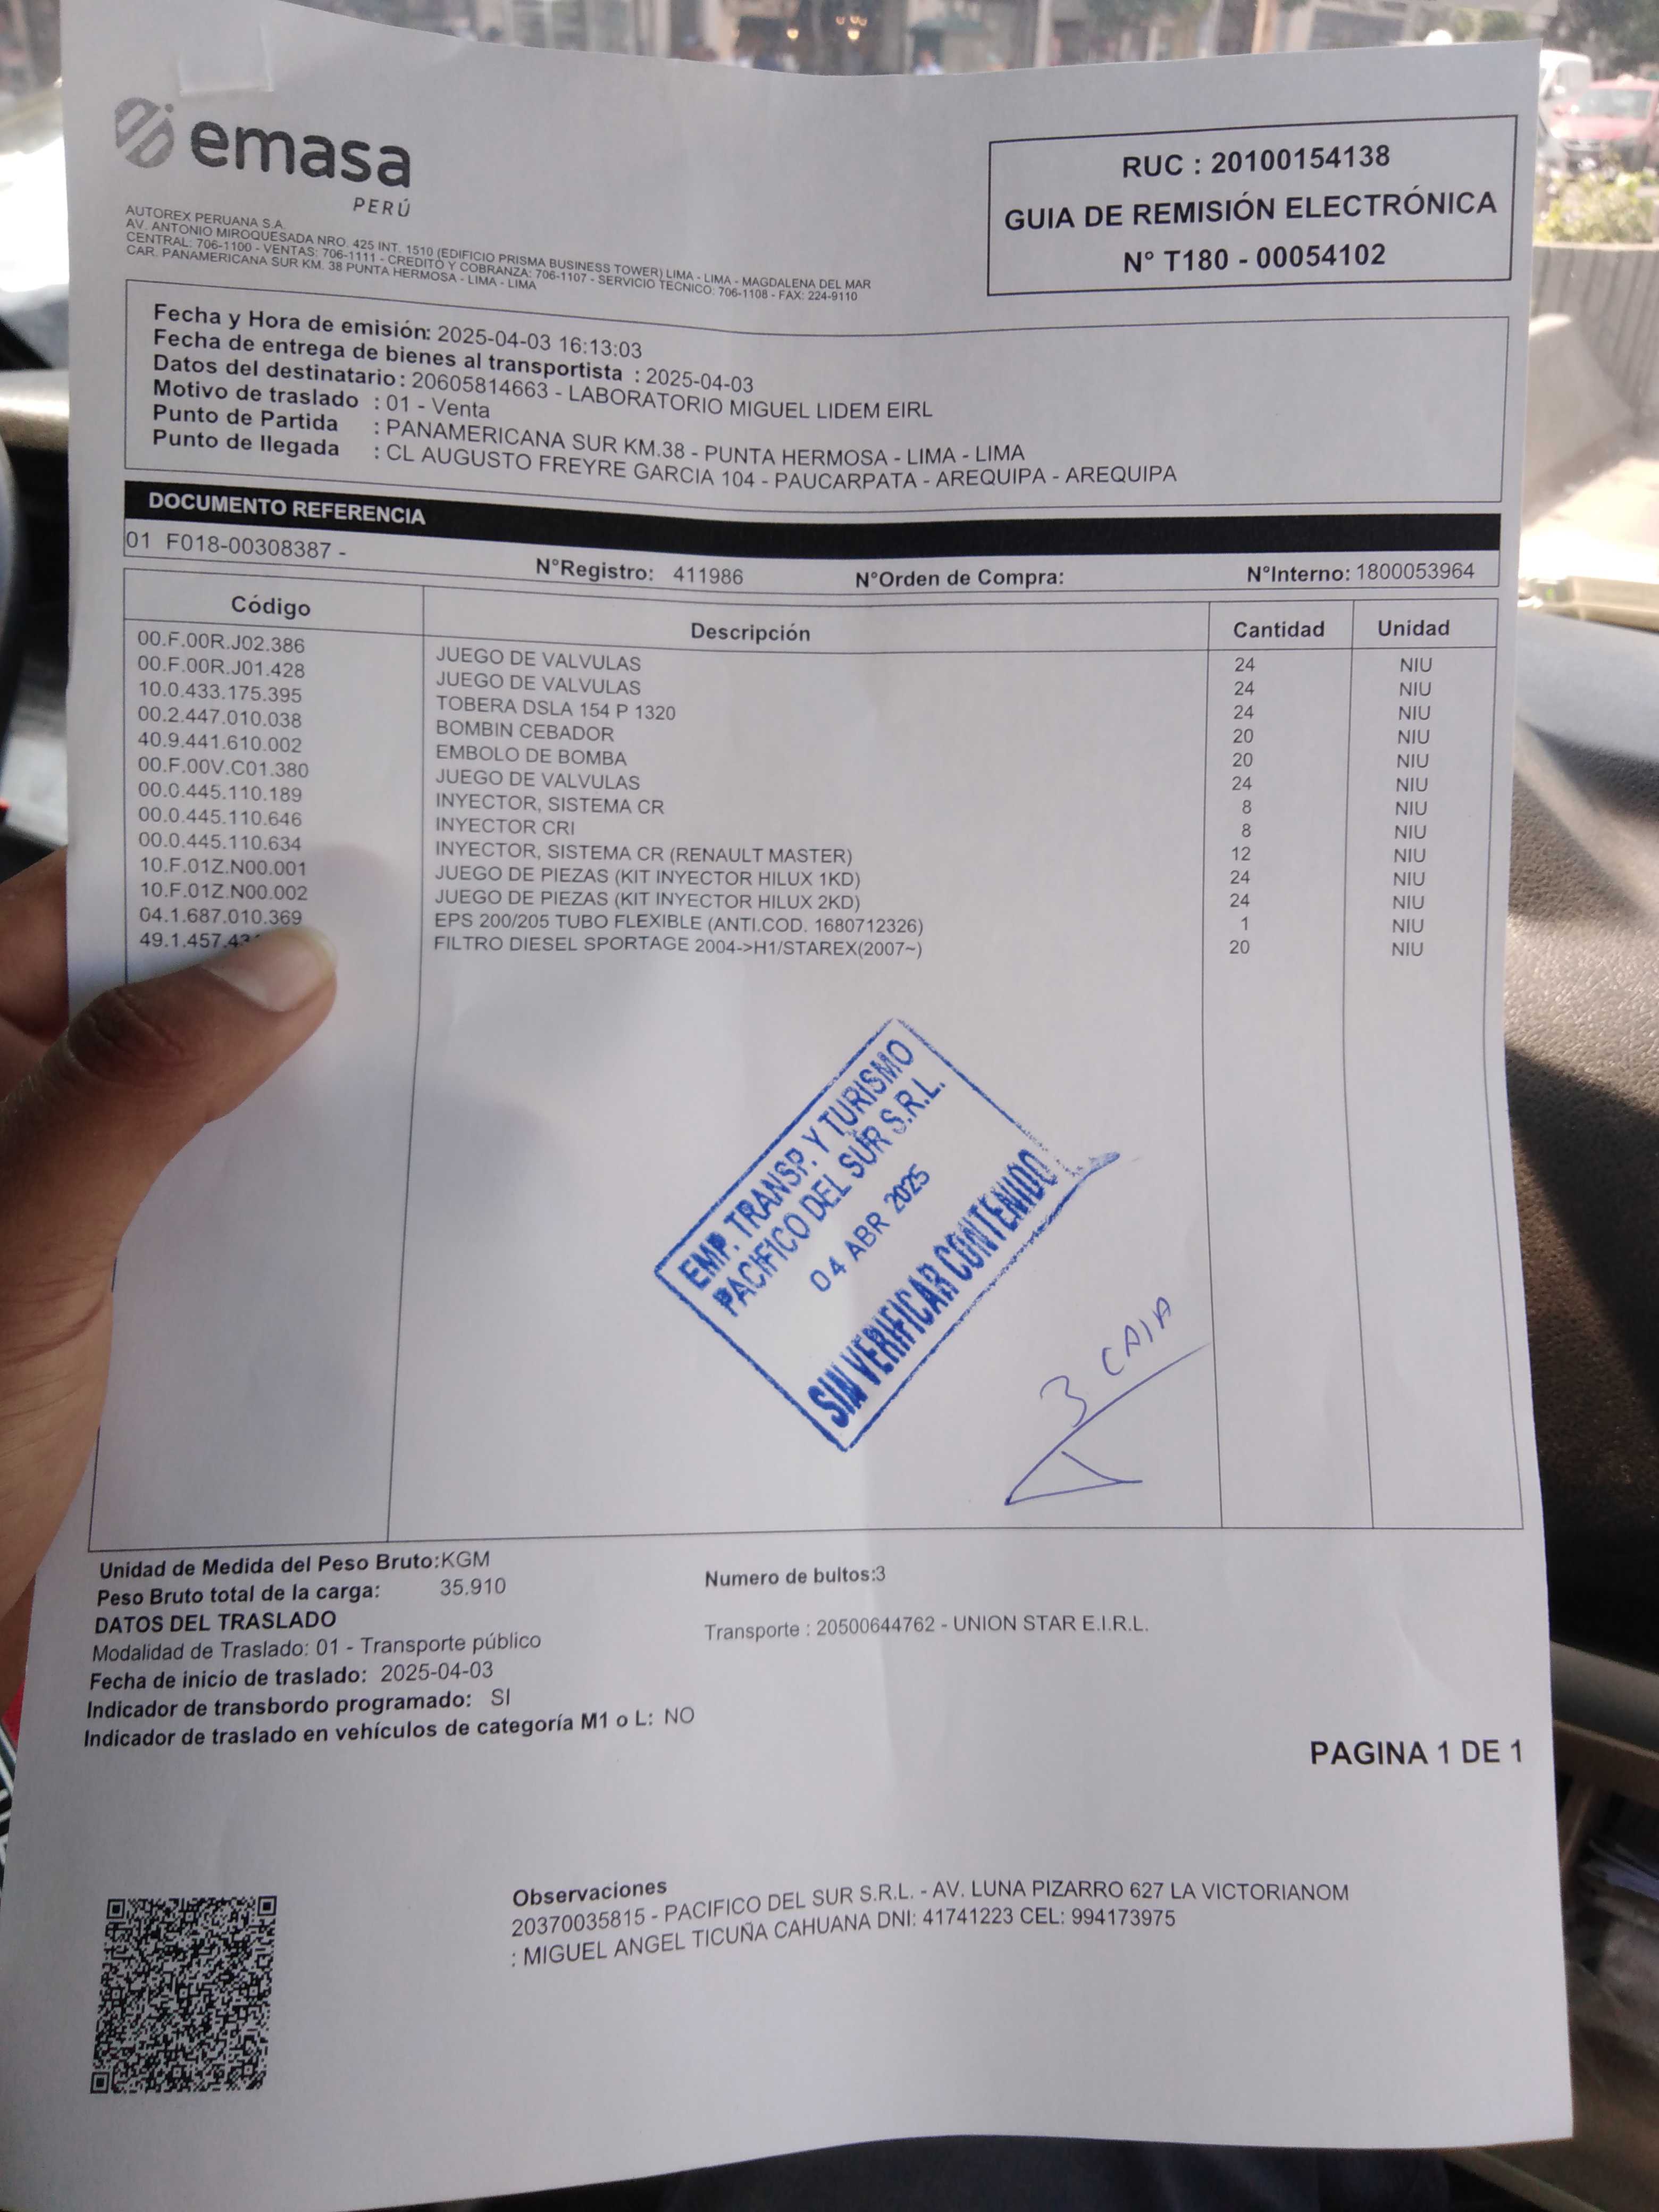 emasa
PERÚ
AUTOREX PERUANA S.A.
AV. ANTONIO MIROQUESADA NRO. 425 INT. 1510 (EDIFICIO PRISMA BUSINESS TOWER) LIMA - LIMA - MAGDALENA DEL MAR
CENTRAL: 706-1100 - VENTAS: 706-1111 - CREDITO Y COBRANZA: 706-1107 - SERVICIO TECNICO: 706-1108 - FAX: 224-9110
CAR. PANAMERICANA SUR KM. 38 PUNTA HERMOSA - LIMA - LIMA
RUC : 20100154138
GUIA DE REMISIÓN ELECTRÓNICA
N° T180 - 00054102
Fecha y Hora de emisión: 2025-04-03 16:13:03
Fecha de entrega de bienes al transportista : 2025-04-03
Datos del destinatario : 20605814663 - LABORATORIO MIGUEL LIDEM EIRL
Motivo de traslado : 01 - Venta
Punto de Partida : PANAMERICANA SUR KM.38 - PUNTA HERMOSA - LIMA - LIMA
Punto de llegada : CL AUGUSTO FREYRE GARCIA 104 - PAUCARPATA - AREQUIPA - AREQUIPA
DOCUMENTO REFERENCIA
01 F018-00308387 -
N°Registro: 411986 N°Orden de Compra: N°Interno: 1800053964
Código Descripción Cantidad Unidad
00.F.00R.J02.386 JUEGO DE VALVULAS 24 NIU
00.F.00R.J01.428 JUEGO DE VALVULAS 24 NIU
10.0.433.175.395 TOBERA DSLA 154 P 1320 24 NIU
00.2.447.010.038 BOMBIN CEBADOR 20 NIU
40.9.441.610.002 EMBOLO DE BOMBA 20 NIU
00.F.00V.C01.380 JUEGO DE VALVULAS 24 NIU
00.0.445.110.189 INYECTOR, SISTEMA CR 8 NIU
00.0.445.110.646 INYECTOR CRI 8 NIU
00.0.445.110.634 INYECTOR, SISTEMA CR (RENAULT MASTER) 12 NIU
10.F.01Z.N00.001 JUEGO DE PIEZAS (KIT INYECTOR HILUX 1KD) 24 NIU
10.F.01Z.N00.002 JUEGO DE PIEZAS (KIT INYECTOR HILUX 2KD) 24 NIU
04.1.687.010.369 EPS 200/205 TUBO FLEXIBLE (ANTI.COD. 1680712326) 1 NIU
49.1.457.43 FILTRO DIESEL SPORTAGE 2004->H1/STAREX(2007~) 20 NIU
EMP. TRANSP. Y TURISMO
PACIFICO DEL SUR S.R.L.
04 ABR 2025
SIN VERIFICAR CONTENIDO
3 CAJA
Unidad de Medida del Peso Bruto:KGM
Peso Bruto total de la carga: 35.910
Numero de bultos:3
DATOS DEL TRASLADO
Modalidad de Traslado: 01 - Transporte público
Transporte : 20500644762 - UNION STAR E.I.R.L.
Fecha de inicio de traslado: 2025-04-03
Indicador de transbordo programado: SI
Indicador de traslado en vehículos de categoría M1 o L: NO
PAGINA 1 DE 1
Observaciones
20370035815 - PACIFICO DEL SUR S.R.L. - AV. LUNA PIZARRO 627 LA VICTORIANOM
: MIGUEL ANGEL TICUÑA CAHUANA DNI: 41741223 CEL: 994173975